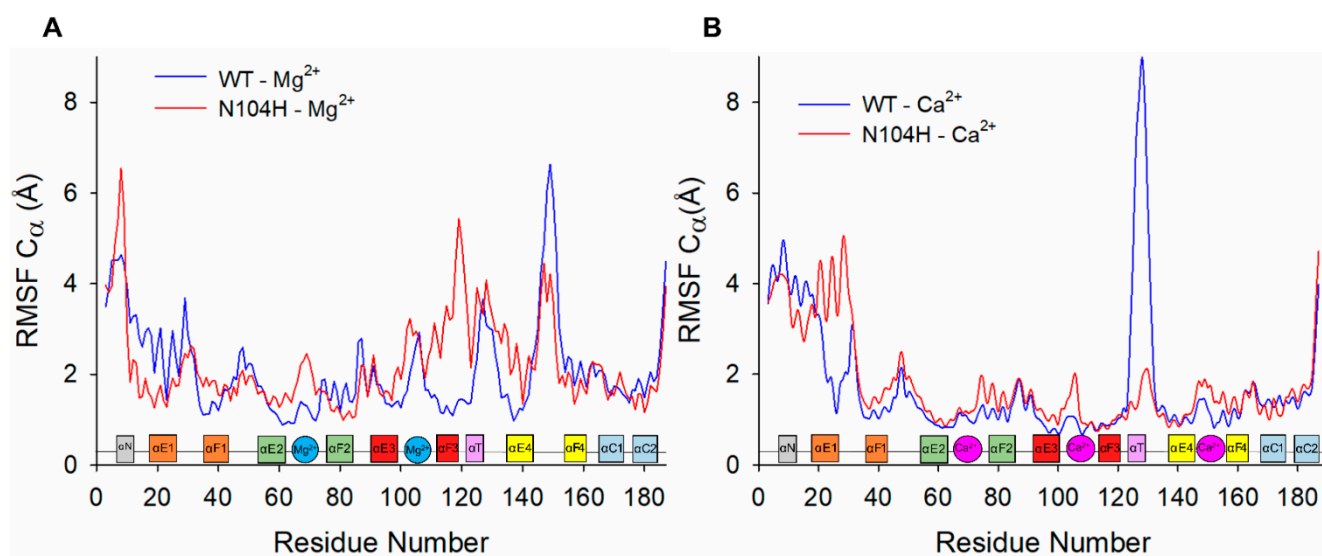 A
WT - Mg²⁺
N104H - Mg²⁺
RMSF Cα (Å)
8
6
4
2
0
αN αE1 αF1 αE2 Mg²⁺ αF2 αE3 Mg²⁺ αF3 αT αE4 αF4 αC1 αC2
0 20 40 60 80 100 120 140 160 180
Residue Number
B
WT - Ca²⁺
N104H - Ca²⁺
RMSF Cα(Å)
8
6
4
2
0
αN αE1 αF1 αE2 Ca²⁺ αF2 αE3 Ca²⁺ αF3 αT αE4 Ca²⁺ αF4 αC1 αC2
0 20 40 60 80 100 120 140 160 180
Residue Number